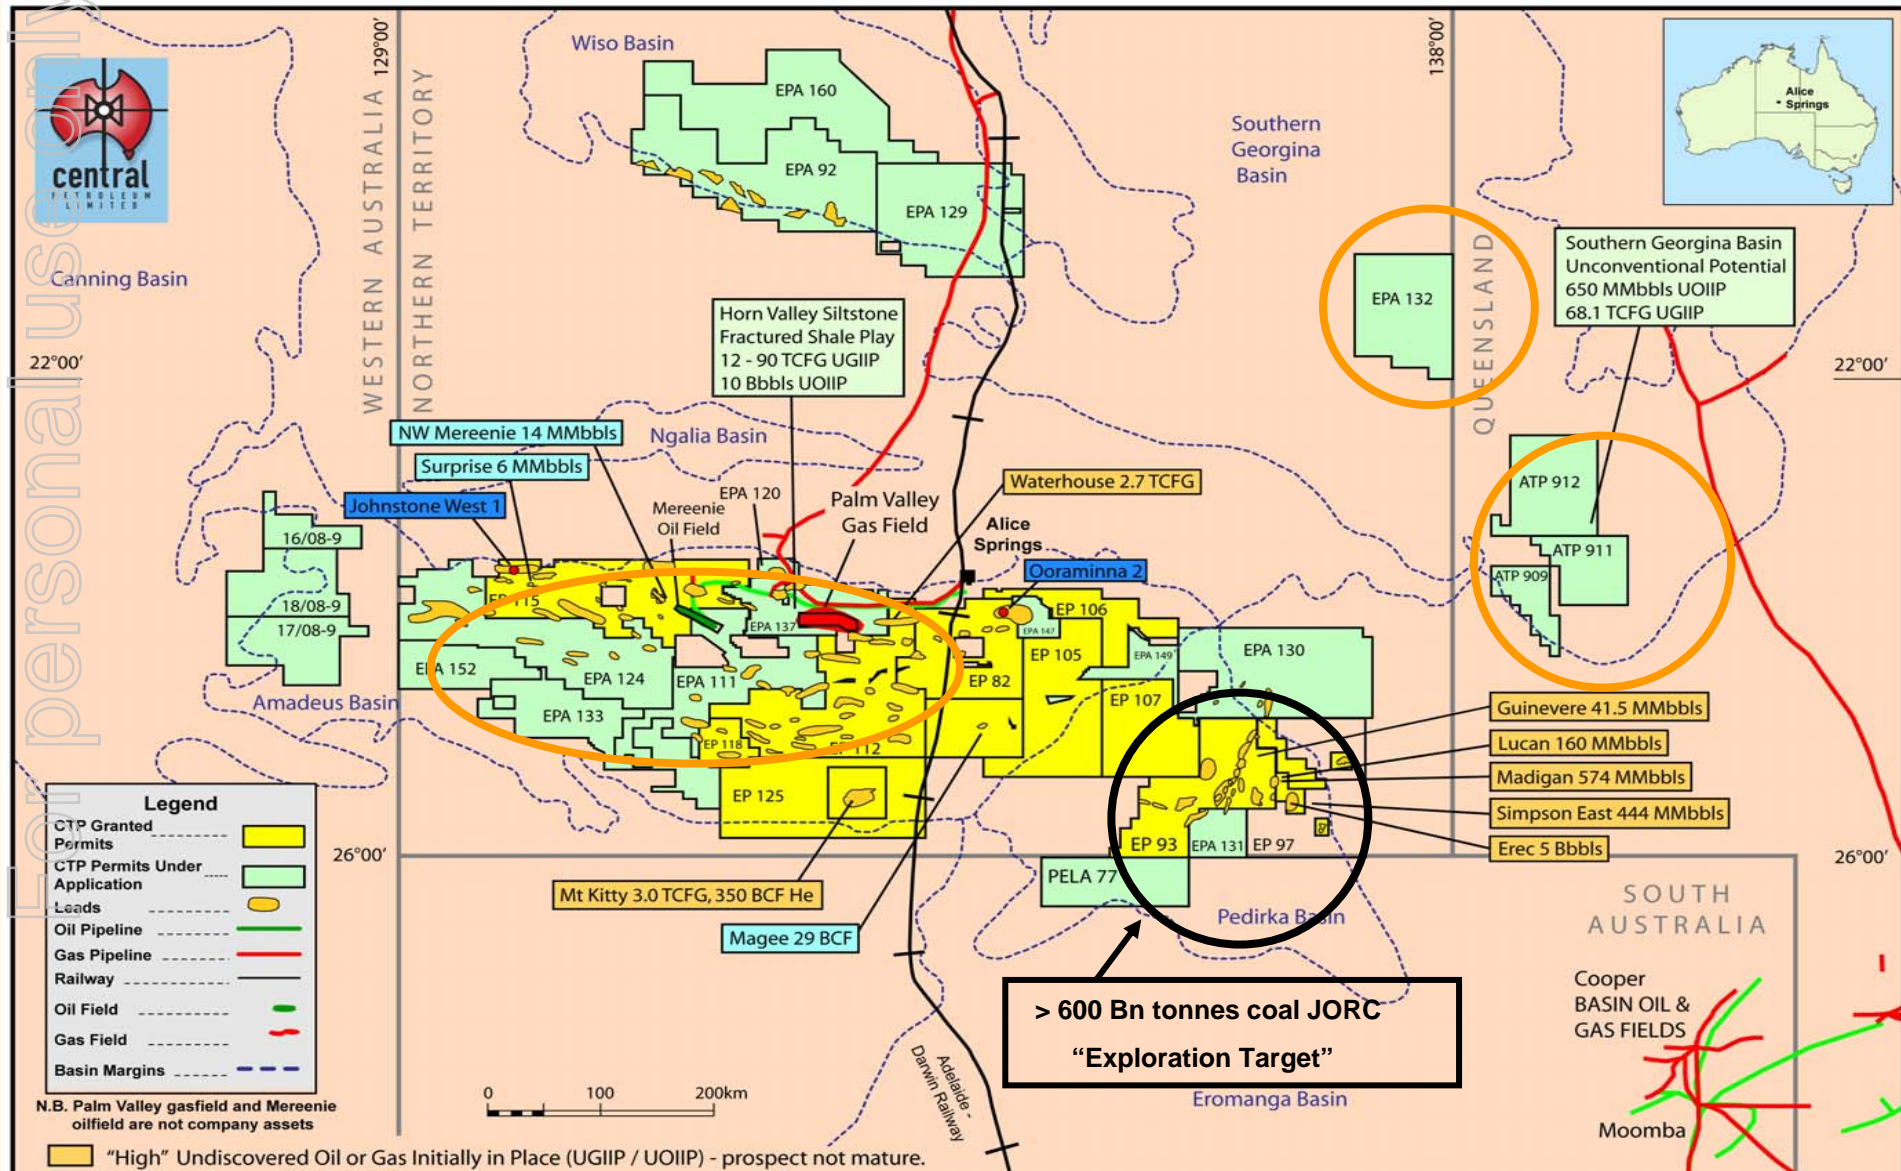 For personal use only
central
PETROLEUM
LIMITED
129°00'
138°00'
WESTERN AUSTRALIA
NORTHERN TERRITORY
QUEENSLAND
Wiso Basin
EPA 160
EPA 92
EPA 129
Southern
Georgina
Basin
Alice
Springs
Canning Basin
22°00'
22°00'
EPA 132
Southern Georgina Basin
Unconventional Potential
650 MMbbls UOIIP
68.1 TCFG UGIIP
Horn Valley Siltstone
Fractured Shale Play
12 - 90 TCFG UGIIP
10 Bbbls UOIIP
NW Mereenie 14 MMbbls
Ngalia Basin
Surprise 6 MMbbls
Johnstone West 1
EPA 120
Mereenie
Oil Field
Palm Valley
Gas Field
Waterhouse 2.7 TCFG
Alice
Springs
Ooraminna 2
ATP 912
ATP 911
ATP 909
16/08-9
18/08-9
17/08-9
Amadeus Basin
EP 115
EPA 137
EPA 147
EP 106
EP 105
EPA 149
EPA 130
EPA 152
EPA 124
EPA 111
EP 82
EP 107
EPA 133
EP 118
EP 112
EP 125
EP 93
EPA 131
EP 97
PELA 77
Guinevere 41.5 MMbbls
Lucan 160 MMbbls
Madigan 574 MMbbls
Simpson East 444 MMbbls
Erec 5 Bbbls
26°00'
26°00'
Mt Kitty 3.0 TCFG, 350 BCF He
Magee 29 BCF
Pedirka Basin
SOUTH
AUSTRALIA
> 600 Bn tonnes coal JORC
“Exploration Target”
Cooper
BASIN OIL &
GAS FIELDS
Moomba
Eromanga Basin
Adelaide -
Darwin Railway
0 100 200km
Legend
CTP Granted
Permits
CTP Permits Under
Application
Leads
Oil Pipeline
Gas Pipeline
Railway
Oil Field
Gas Field
Basin Margins
N.B. Palm Valley gasfield and Mereenie
oilfield are not company assets
“High” Undiscovered Oil or Gas Initially in Place (UGIIP / UOIIP) - prospect not mature.